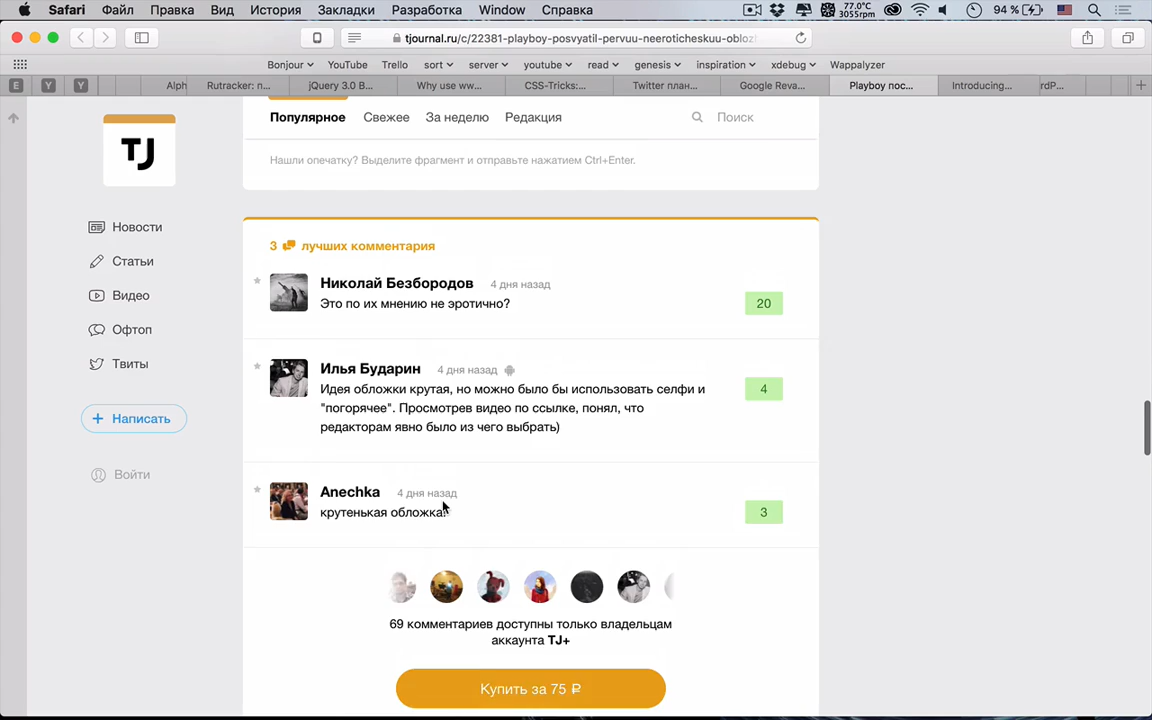 Safari Файл Правка Вид История Закладки Разработка Window Справка 77.0°C 3055rpm 94 %
tjournal.ru/c/22381-playboy-posvyatil-pervuu-neeroticheskuu-obloz
Bonjour YouTube Trello sort server youtube read genesis inspiration xdebug Wappalyzer
E Y Y Alph Rutracker: п... jQuery 3.0 B... Why use ww... CSS-Tricks:... Twitter план... Google Reva... Playboy пос... Introducing... rdP...
TJ
Популярное Свежее За неделю Редакция Поиск
Нашли опечатку? Выделите фрагмент и отправьте нажатием Ctrl+Enter.
Новости
Статьи
Видео
Офтоп
Твиты
+ Написать
Войти
3 лучших комментария
Николай Безбородов 4 дня назад
Это по их мнению не эротично?
20
Илья Бударин 4 дня назад
Идея обложки крутая, но можно было бы использовать селфи и
"погорячее". Просмотрев видео по ссылке, понял, что
редакторам явно было из чего выбрать)
4
Anechka 4 дня назад
крутенькая обложка!
3
69 комментариев доступны только владельцам
аккаунта TJ+
Купить за 75 ₽